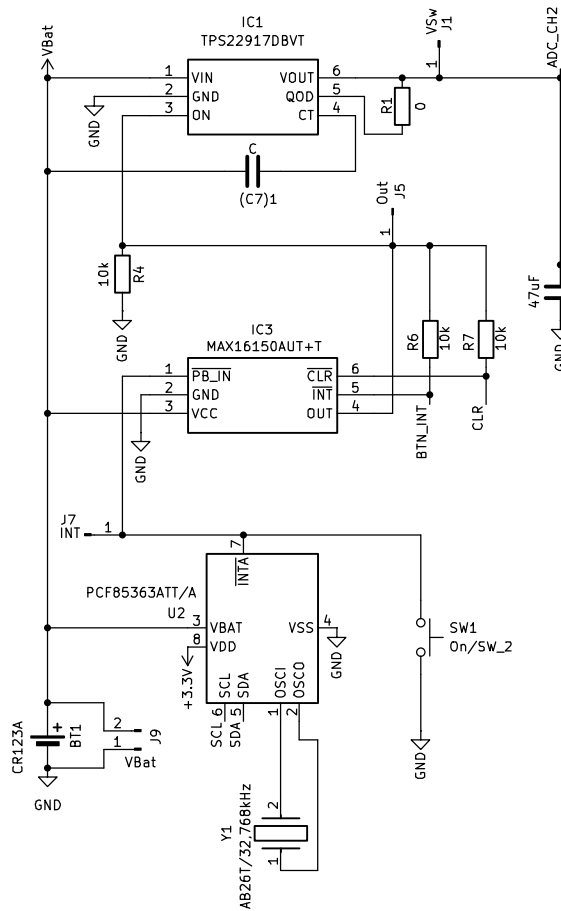 VBat
IC1
TPS22917DBVT
1 VIN
2 GND
3 ON
VOUT 6
QOD 5
CT 4
GND
R1
0
VSw
J1
1
ADC_CH2
C
(C7)1
Out
J5
1
10k
R4
GND
47uF
GND
R6
10k
R7
10k
IC3
MAX16150AUT+T
1 PB_IN
2 GND
3 VCC
CLR 6
INT 5
OUT 4
GND
BTN_INT
CLR
J7
INT
1
7
INTA
PCF85363ATT/A
U2
3 VBAT
8 VDD
VSS 4
GND
+3.3V
SCL
SDA
OSCI
OSCO
6
5
1
2
SCL
SDA
SW1
On/SW_2
GND
CR123A
+
BT1
2
1
J9
VBat
GND
2
1
Y1
AB26T/32,768kHz